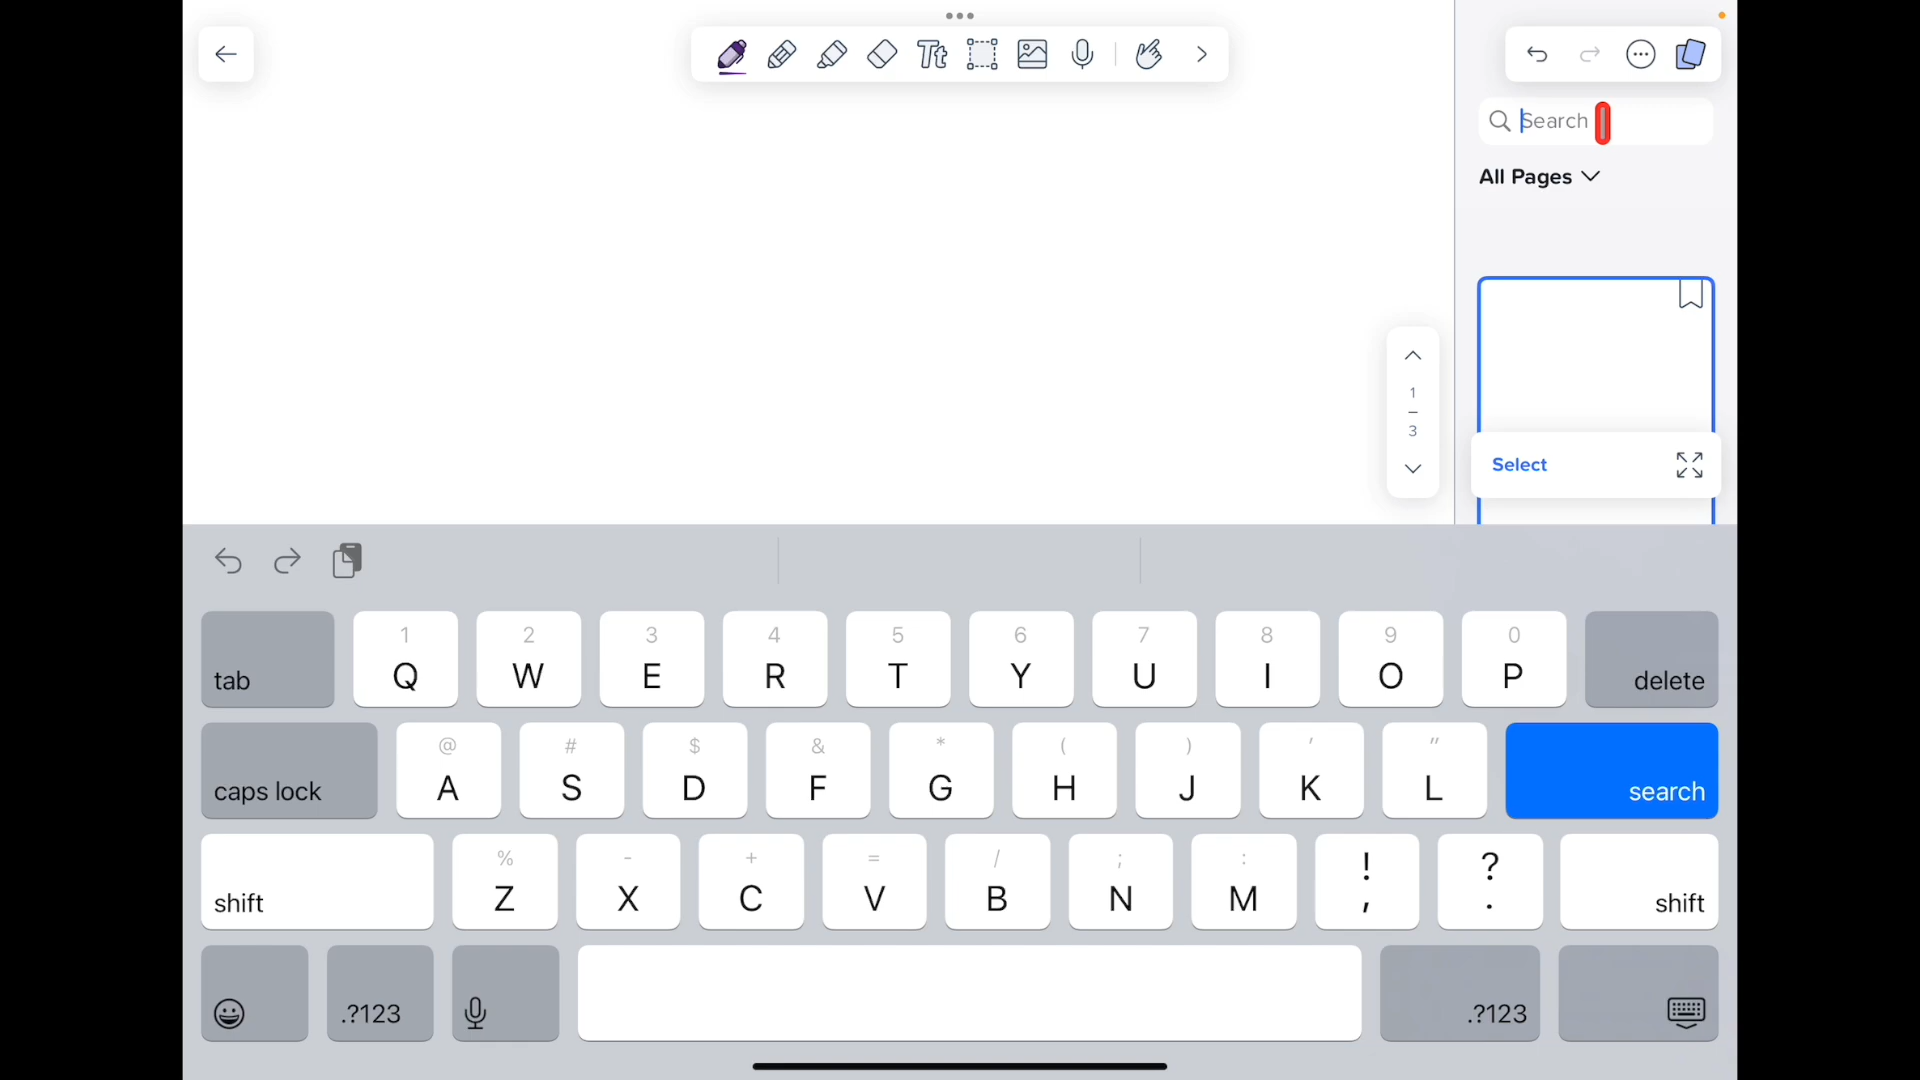 Tt
Search
All Pages
1
3
Select
1 2 3 4 5 6 7 8 9 0
tab Q W E R T Y U I O P delete
@ # $ & * ( ) ' "
caps lock A S D F G H J K L search
% - + = / ; : ! ?
shift Z X C V B N M , . shift
.?123 .?123